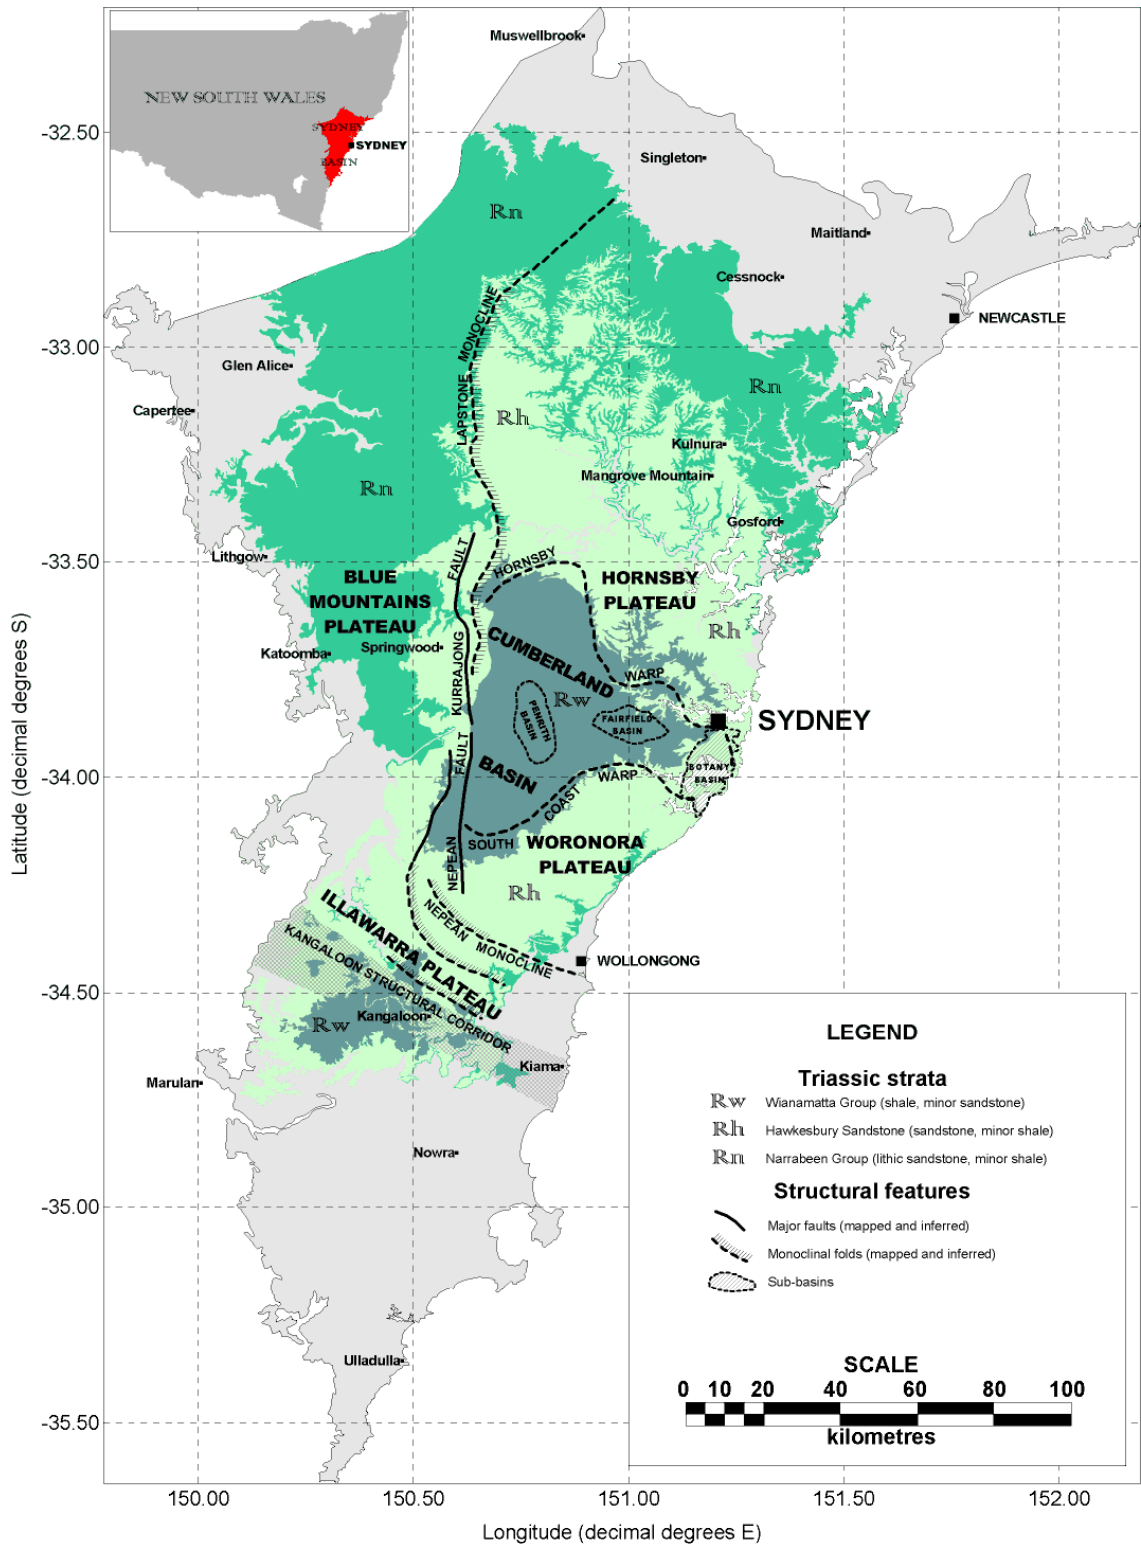 NEW SOUTH WALES
SYDNEY
BASIN
SYDNEY
Muswellbrook
-32.50
Singleton
Rn
Maitland
Cessnock
NEWCASTLE
-33.00
LAPSTONE MONOCLINE
Glen Alice
Rn
Capertee
Rh
Kulnura
Mangrove Mountain
Rn
Gosford
-33.50
Lithgow
FAULT
HORNSBY
BLUE
MOUNTAINS
PLATEAU
HORNSBY
PLATEAU
Rh
Katoomba
Springwood
KURRAJONG
CUMBERLAND
WARP
Rw
PENRITH
BASIN
FAIRFIELD
BASIN
SYDNEY
FAULT
BASIN
WARP
BOTANY
BASIN
-34.00
COAST
SOUTH
WORONORA
PLATEAU
NEPEAN
Rh
ILLAWARRA PLATEAU
NEPEAN MONOCLINE
KANGALOON STRUCTURAL CORRIDOR
WOLLONGONG
-34.50
Rw
Kangaloon
Kiama
Marulan
Nowra
-35.00
Ulladulla
-35.50
Latitude (decimal degrees S)
LEGEND
Triassic strata
Rw Wianamatta Group (shale, minor sandstone)
Rh Hawkesbury Sandstone (sandstone, minor shale)
Rn Narrabeen Group (lithic sandstone, minor shale)
Structural features
Major faults (mapped and inferred)
Monoclinal folds (mapped and inferred)
Sub-basins
SCALE
0 10 20 40 60 80 100
kilometres
150.00 150.50 151.00 151.50 152.00
Longitude (decimal degrees E)